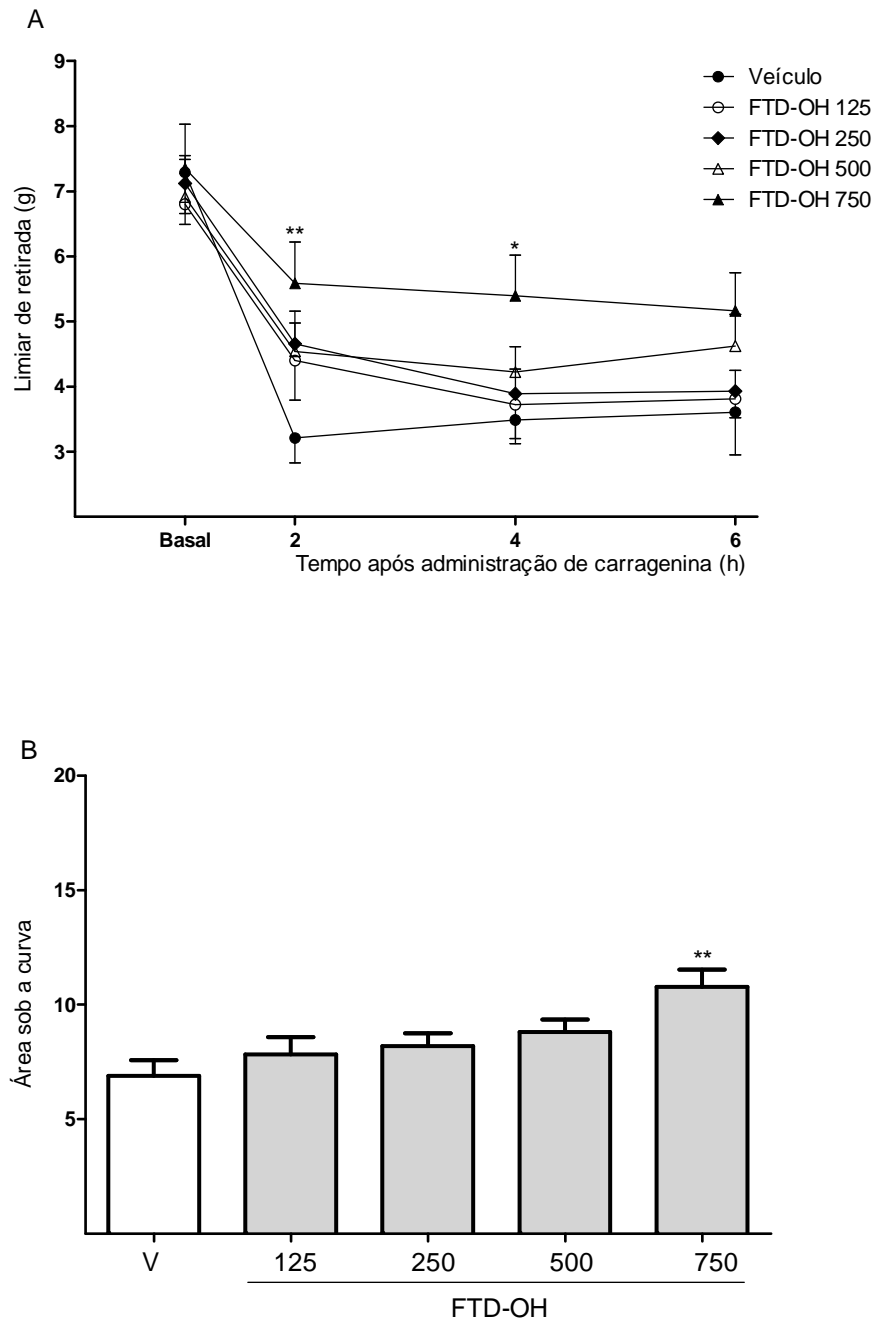 A
9
8
7
6
5
4
3
Limiar de retirada (g)
Veículo
FTD-OH 125
FTD-OH 250
FTD-OH 500
FTD-OH 750
**
*
Basal 2 4 6
Tempo após administração de carragenina (h)
B
20
15
10
5
Área sob a curva
**
V 125 250 500 750
FTD-OH